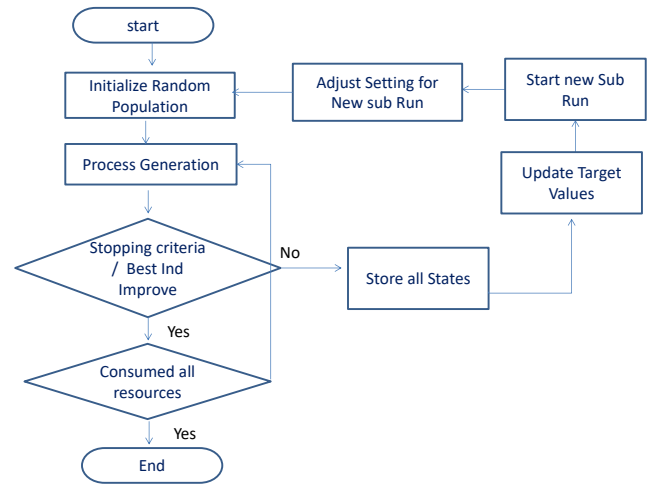 start
Initialize Random
Population
Adjust Setting for
New sub Run
Start new Sub
Run
Process Generation
Update Target
Values
Stopping criteria
/ Best Ind
Improve
No
Store all States
Yes
Consumed all
resources
Yes
End